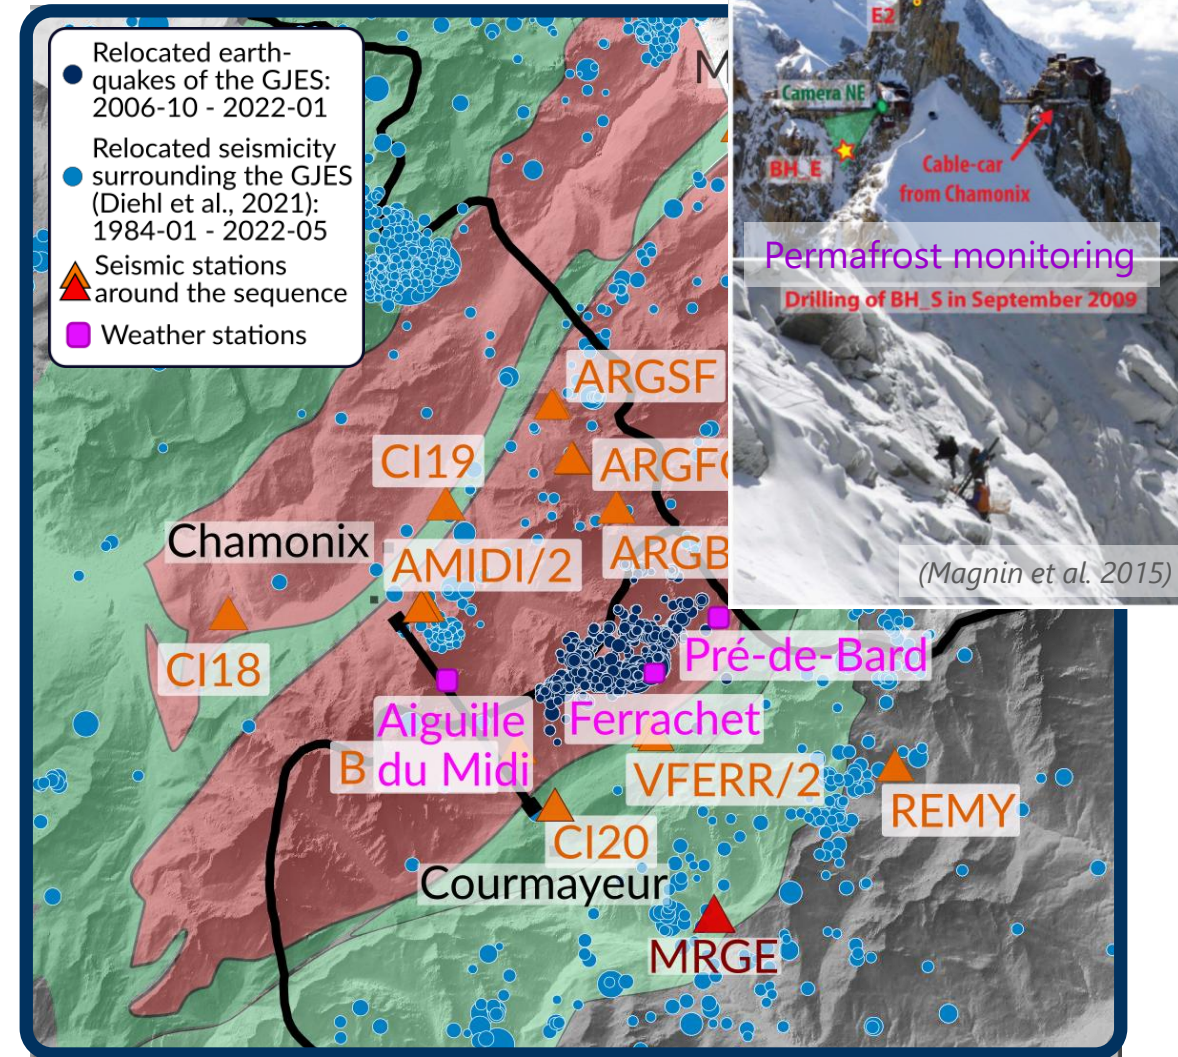 Relocated earth-
quakes of the GJES:
2006-10 - 2022-01
Relocated seismicity
surrounding the GJES
(Diehl et al., 2021):
1984-01 - 2022-05
Seismic stations
around the sequence
Weather stations
M
E2
Camera NE
BH_E
Cable-car
from Chamonix
Permafrost monitoring
Drilling of BH_S in September 2009
(Magnin et al. 2015)
ARGSF
CI19
ARGF
Chamonix
AMIDI/2
ARGB
CI18
Pré-de-Bard
Aiguille
du Midi
Ferrachet
B
VFERR/2
REMY
CI20
Courmayeur
MRGE